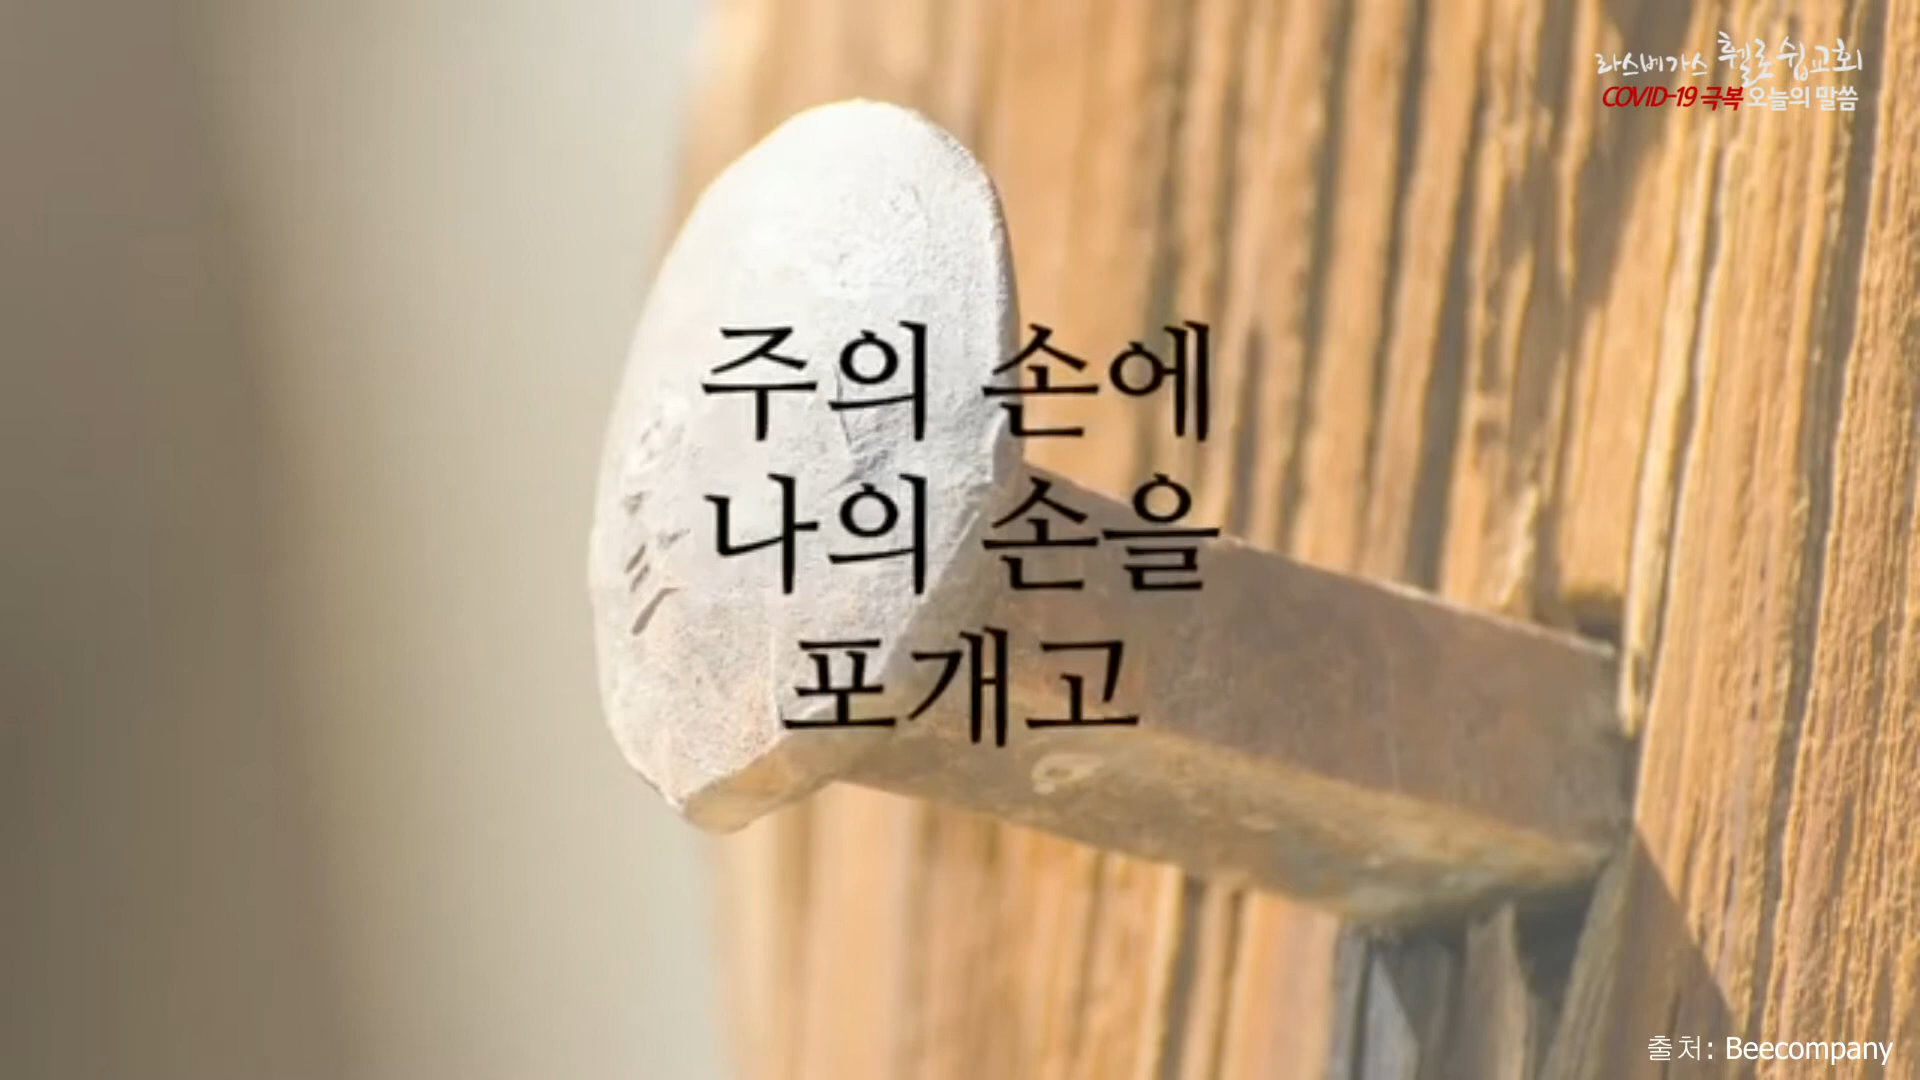 라스베가스 휄로쉽교회
COVID-19 극복 오늘의 말씀
주의 손에
나의 손을
포개고
출처: Beecompany